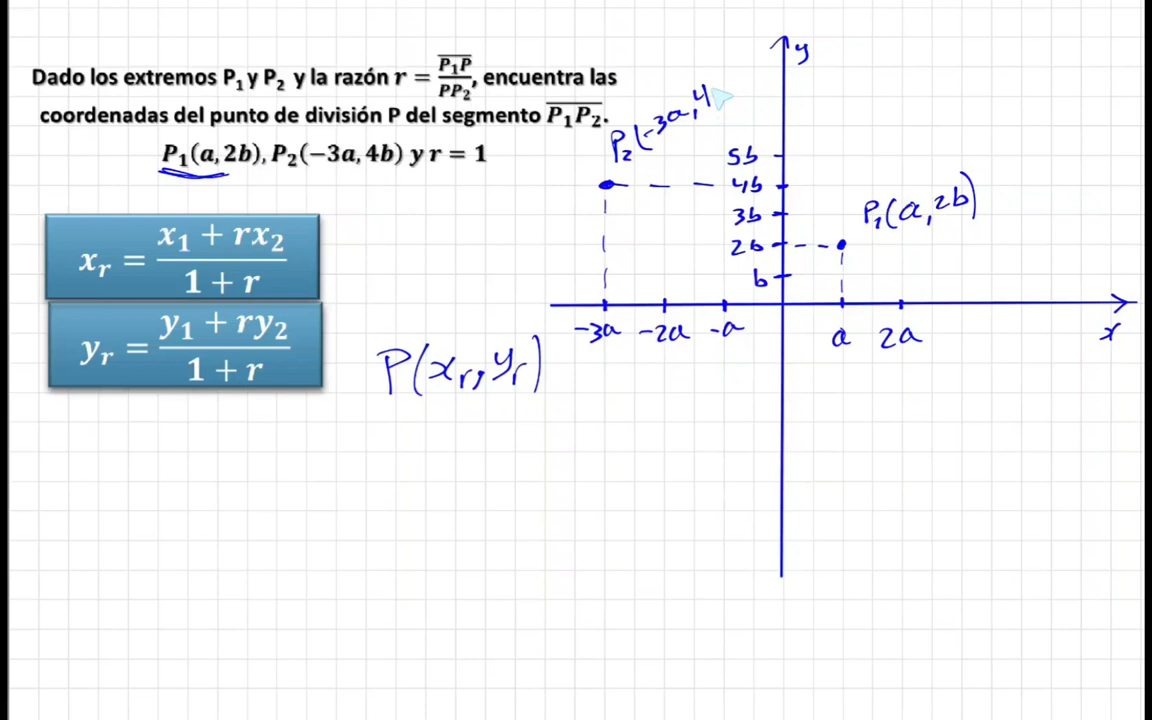 Dado los extremos P₁ y P₂ y la razón r = P₁P/PP₂, encuentra las
coordenadas del punto de división P del segmento P₁P₂.
P₁(a, 2b), P₂(−3a, 4b) y r = 1
xᵣ = (x₁ + rx₂)/(1 + r)
yᵣ = (y₁ + ry₂)/(1 + r)
P(xᵣ, yᵣ)
y
P₂(-3a, 4
5b
4b
3b
2b
b
P₁(a, 2b)
-3a -2a -a a 2a x